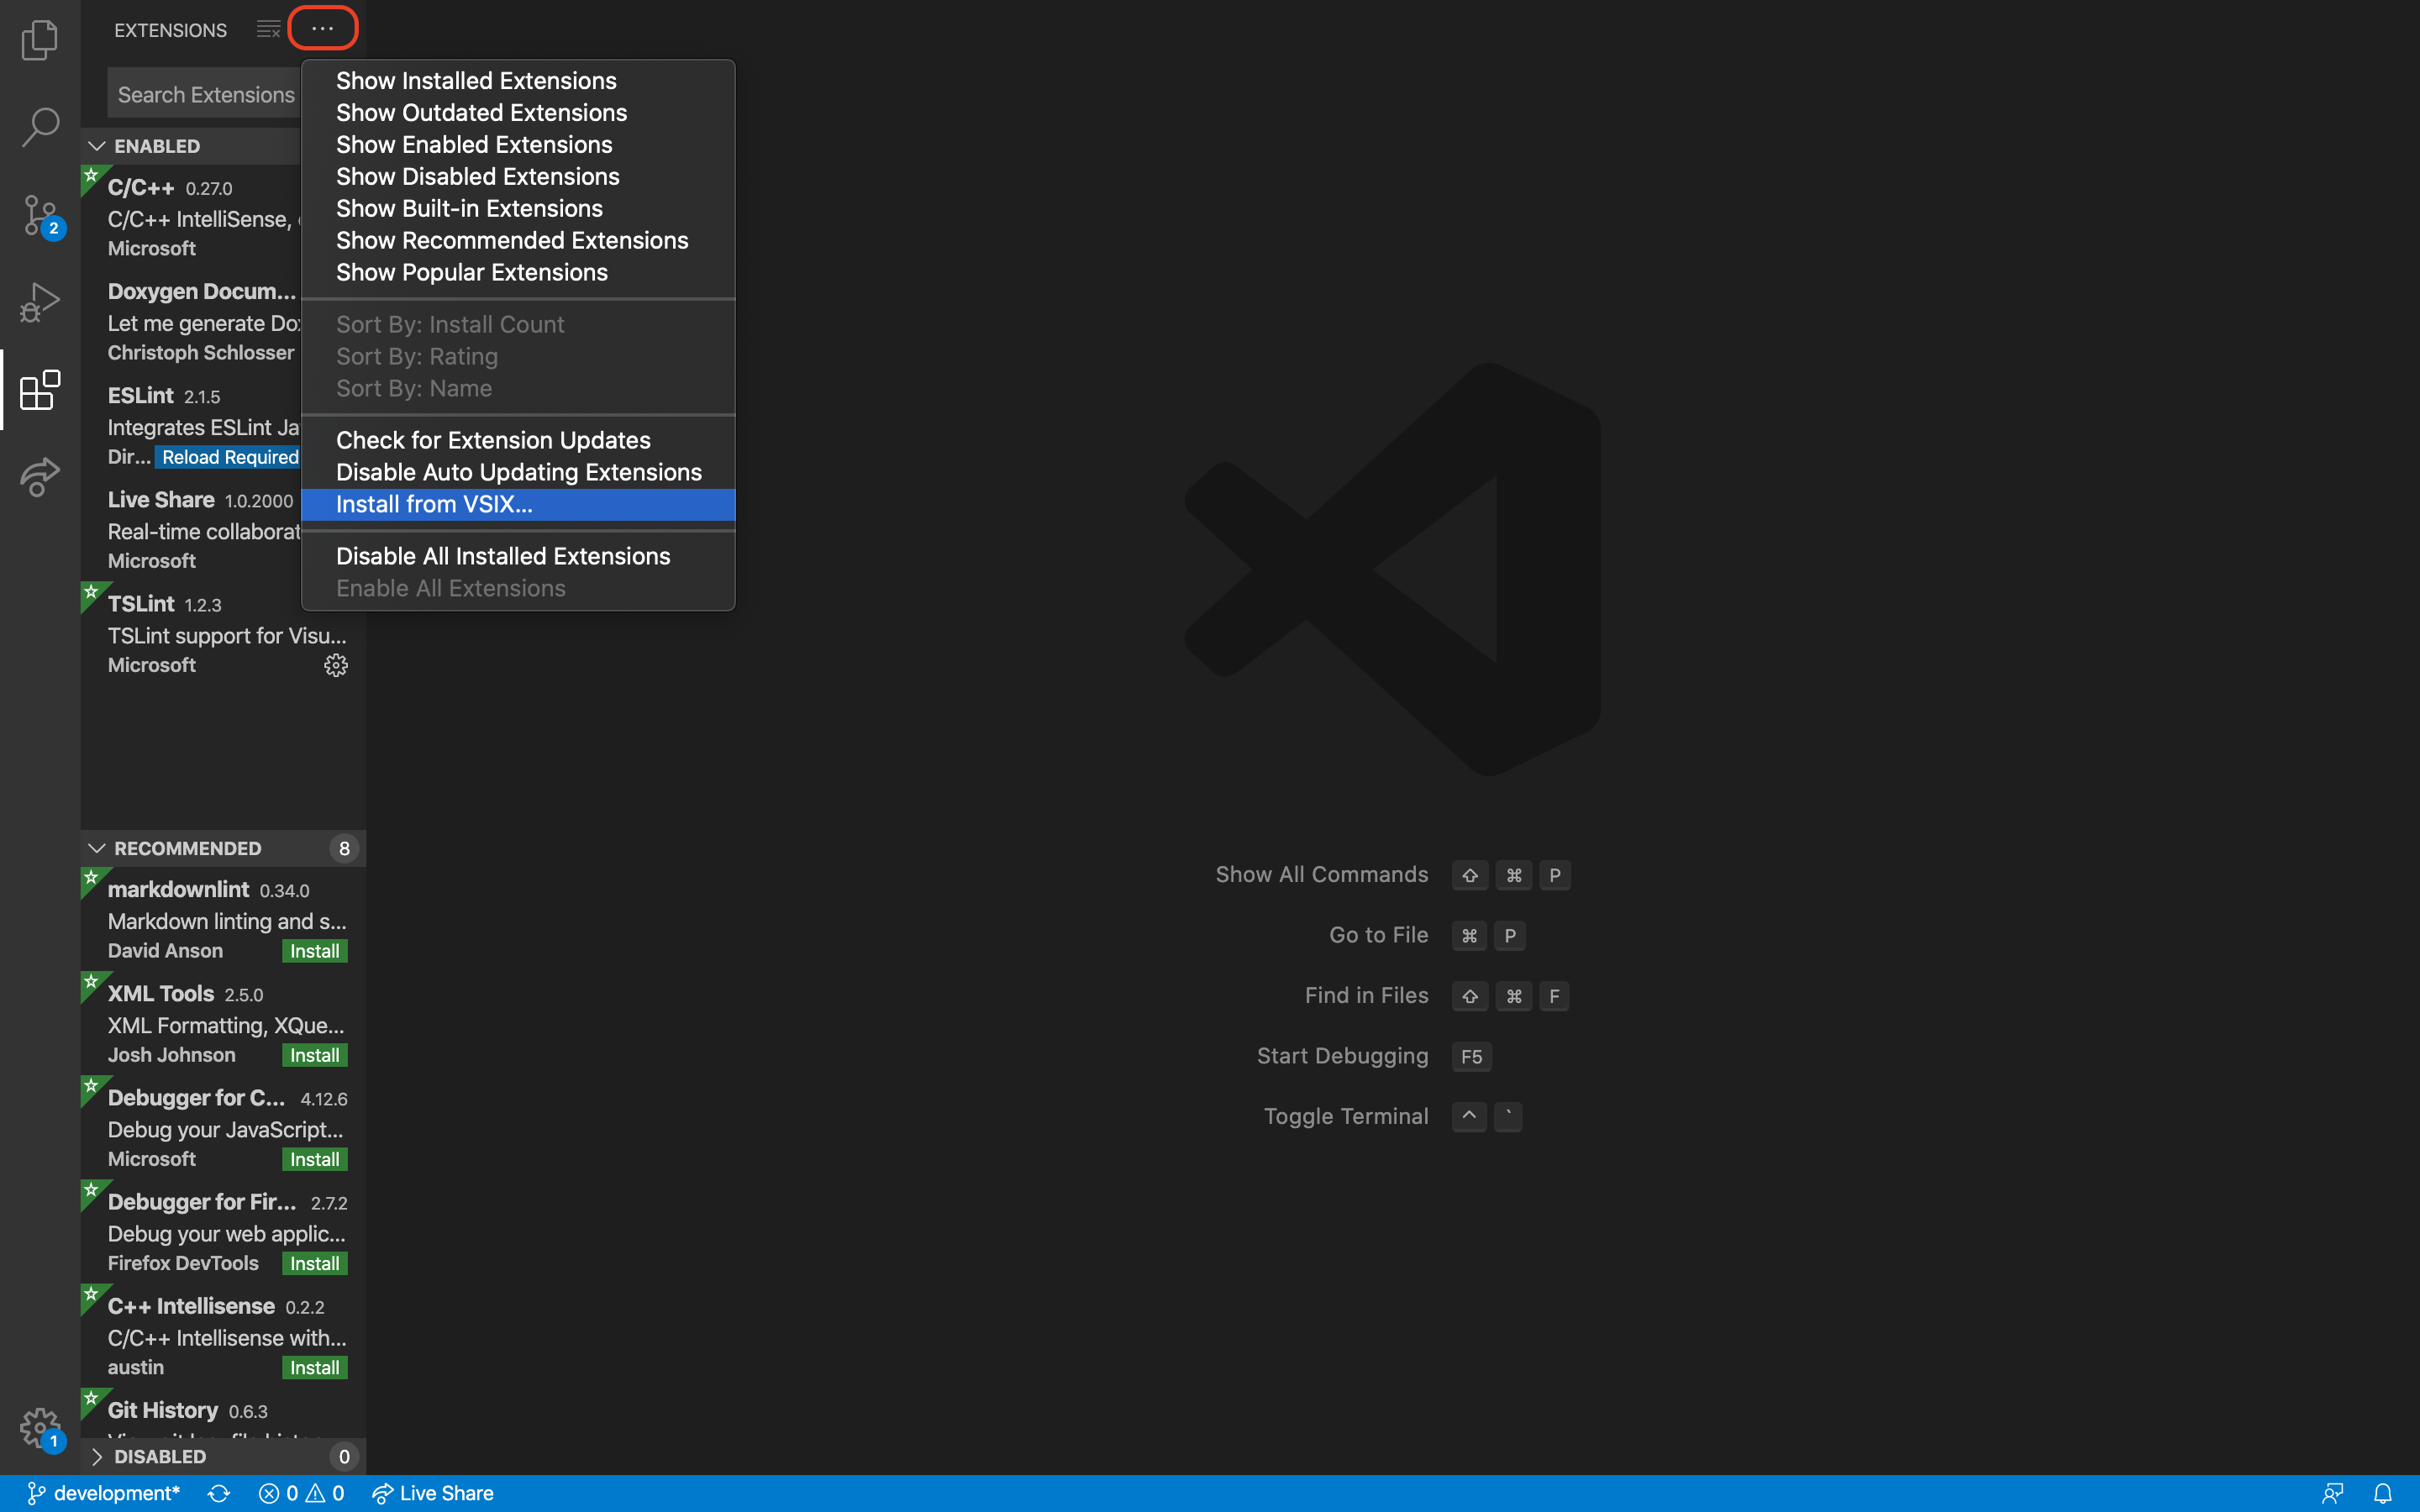 EXTENSIONS
Search Extensions
Show Installed Extensions
Show Outdated Extensions
Show Enabled Extensions
Show Disabled Extensions
Show Built-in Extensions
Show Recommended Extensions
Show Popular Extensions
Sort By: Install Count
Sort By: Rating
Sort By: Name
Check for Extension Updates
Disable Auto Updating Extensions
Install from VSIX...
Disable All Installed Extensions
Enable All Extensions
ENABLED
C/C++ 0.27.0
C/C++ IntelliSense,
Microsoft
Doxygen Docum...
Let me generate
Christoph Schlosser
ESLint 2.1.5
Integrates ESLint
Dir... Reload Required
Live Share 1.0.2000
Real-time
Microsoft
TSLint 1.2.3
TSLint support for Visu...
Microsoft
RECOMMENDED 8
markdownlint 0.34.0
Markdown linting and s...
David Anson Install
XML Tools 2.5.0
XML Formatting, XQue...
Josh Johnson Install
Debugger for C... 4.12.6
Debug your JavaScript...
Microsoft Install
Debugger for Fir... 2.7.2
Debug your web applic...
Firefox DevTools Install
C++ Intellisense 0.2.2
C/C++ Intellisense with...
austin Install
Git History 0.6.3
DISABLED 0
2
1
Show All Commands ⇧ ⌘ P
Go to File ⌘ P
Find in Files ⇧ ⌘ F
Start Debugging F5
Toggle Terminal ^ `
development* 0 0 Live Share